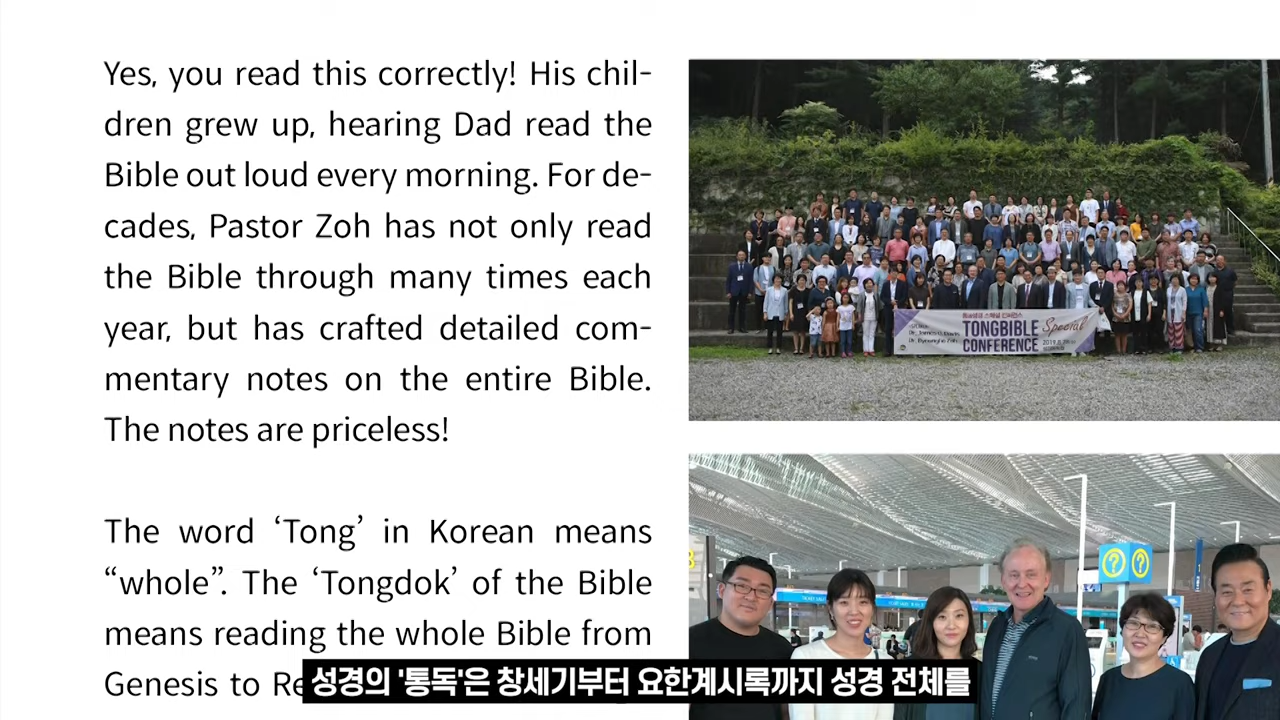 Yes, you read this correctly! His chil-
dren grew up, hearing Dad read the
Bible out loud every morning. For de-
cades, Pastor Zoh has not only read
the Bible through many times each
year, but has crafted detailed com-
mentary notes on the entire Bible.
The notes are priceless!
The word ‘Tong’ in Korean means
“whole”. The ‘Tongdok’ of the Bible
means reading the whole Bible from
Genesis to Re
TONGBIBLE
CONFERENCE
Special
성경의 '통독'은 창세기부터 요한계시록까지 성경 전체를